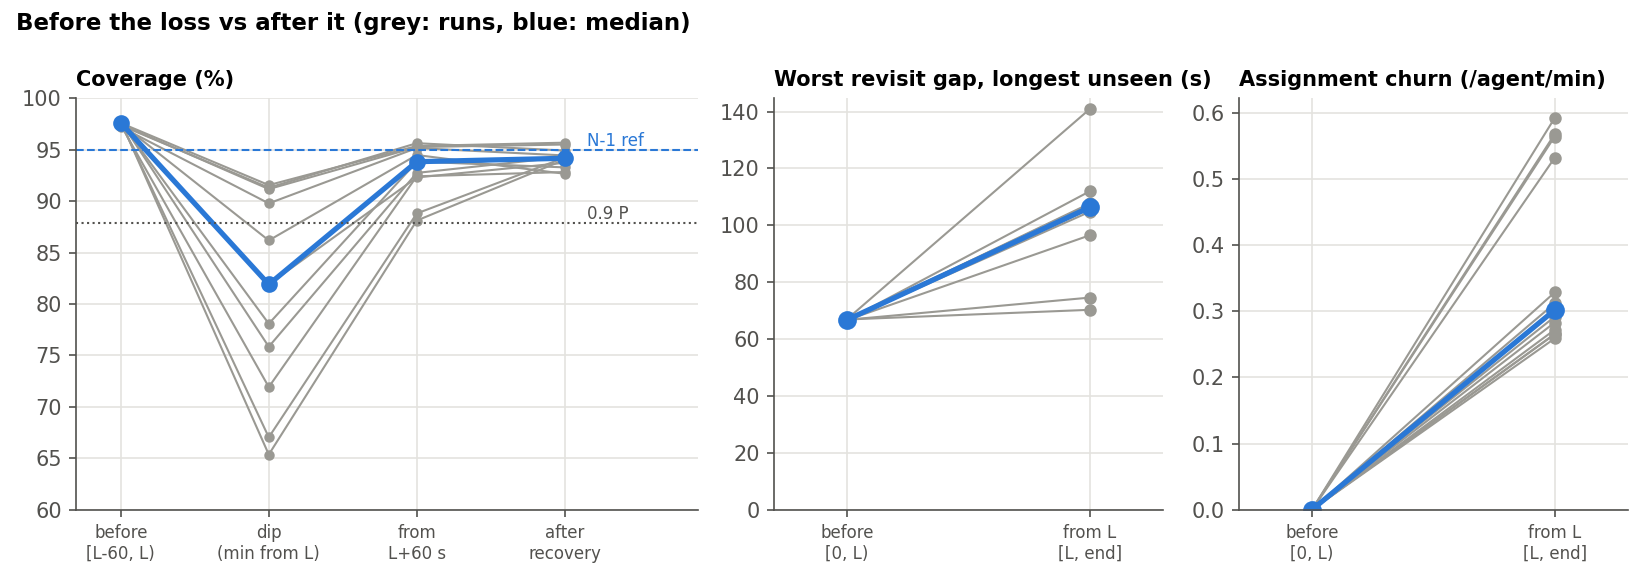 Before the loss vs after it (grey: runs, blue: median)
Coverage (%)
100
95
90
85
80
75
70
65
60
N-1 ref
0.9 P
before
[L-60, L)
dip
(min from L)
from
L+60 s
after
recovery
Worst revisit gap, longest unseen (s)
140
120
100
80
60
40
20
0
before
[0, L)
from L
[L, end]
Assignment churn (/agent/min)
0.6
0.5
0.4
0.3
0.2
0.1
0.0
before
[0, L)
from L
[L, end]